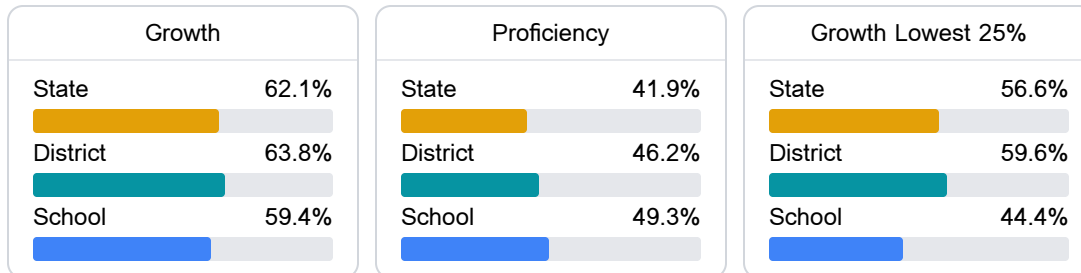 Growth
State 62.1%
District 63.8%
School 59.4%
Proficiency
State 41.9%
District 46.2%
School 49.3%
Growth Lowest 25%
State 56.6%
District 59.6%
School 44.4%